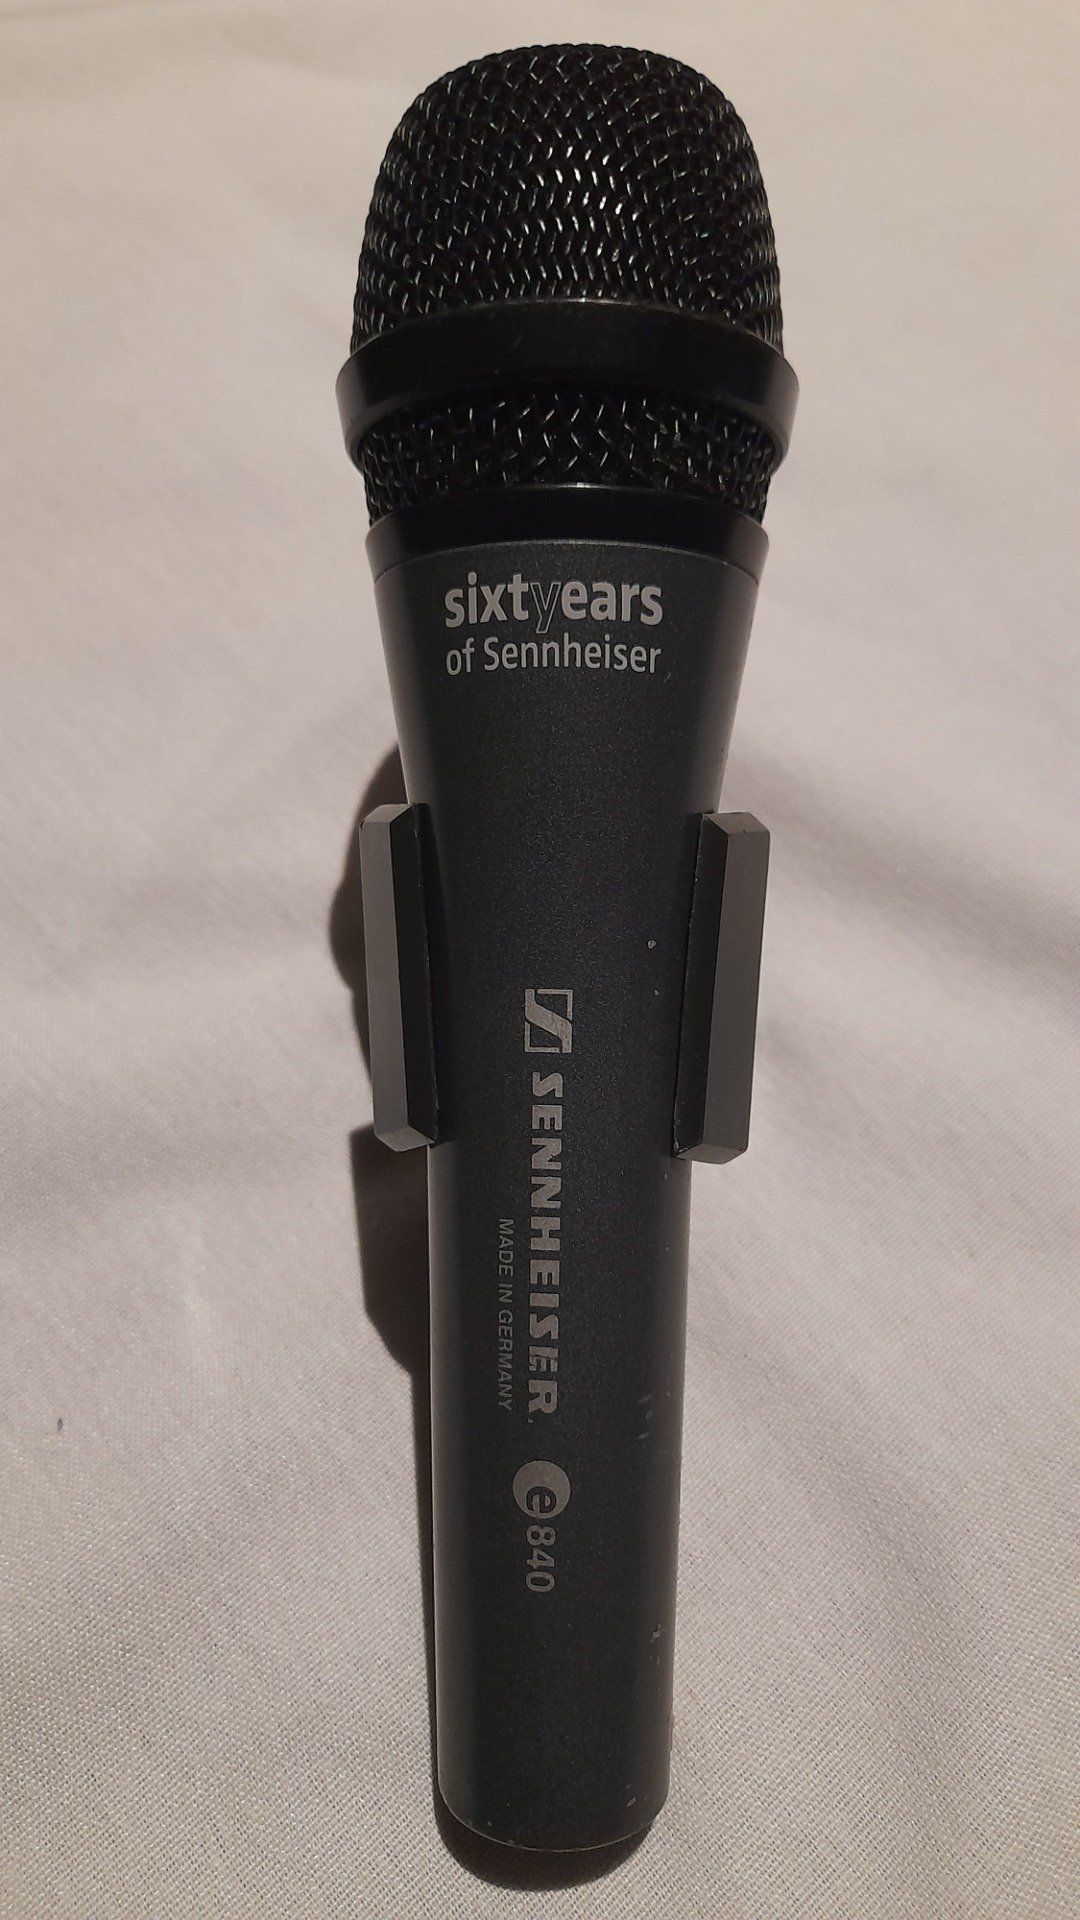 sixtyears
of Sennheiser
SENNHEISER
MADE IN GERMANY
e840